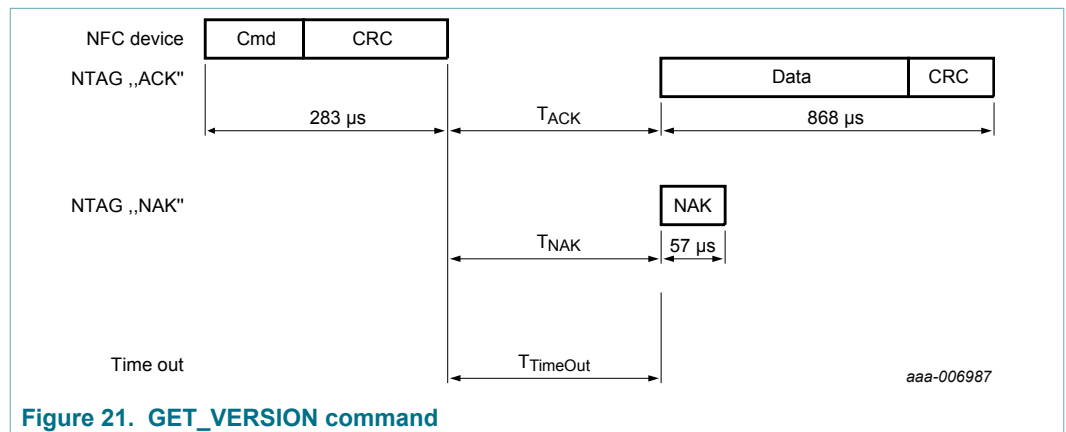 NFC device Cmd CRC
NTAG ,,ACK" Data CRC
283 µs TACK 868 µs
NTAG ,,NAK" NAK
TNAK 57 µs
Time out TTimeOut aaa-006987
Figure 21. GET_VERSION command